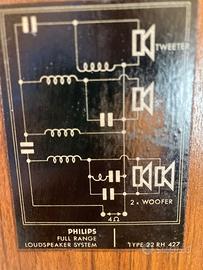 TWEETER
2 x WOOFER
4Ω
PHILIPS
FULL RANGE
LOUDSPEAKER SYSTEM
TYPE 22 RH 427